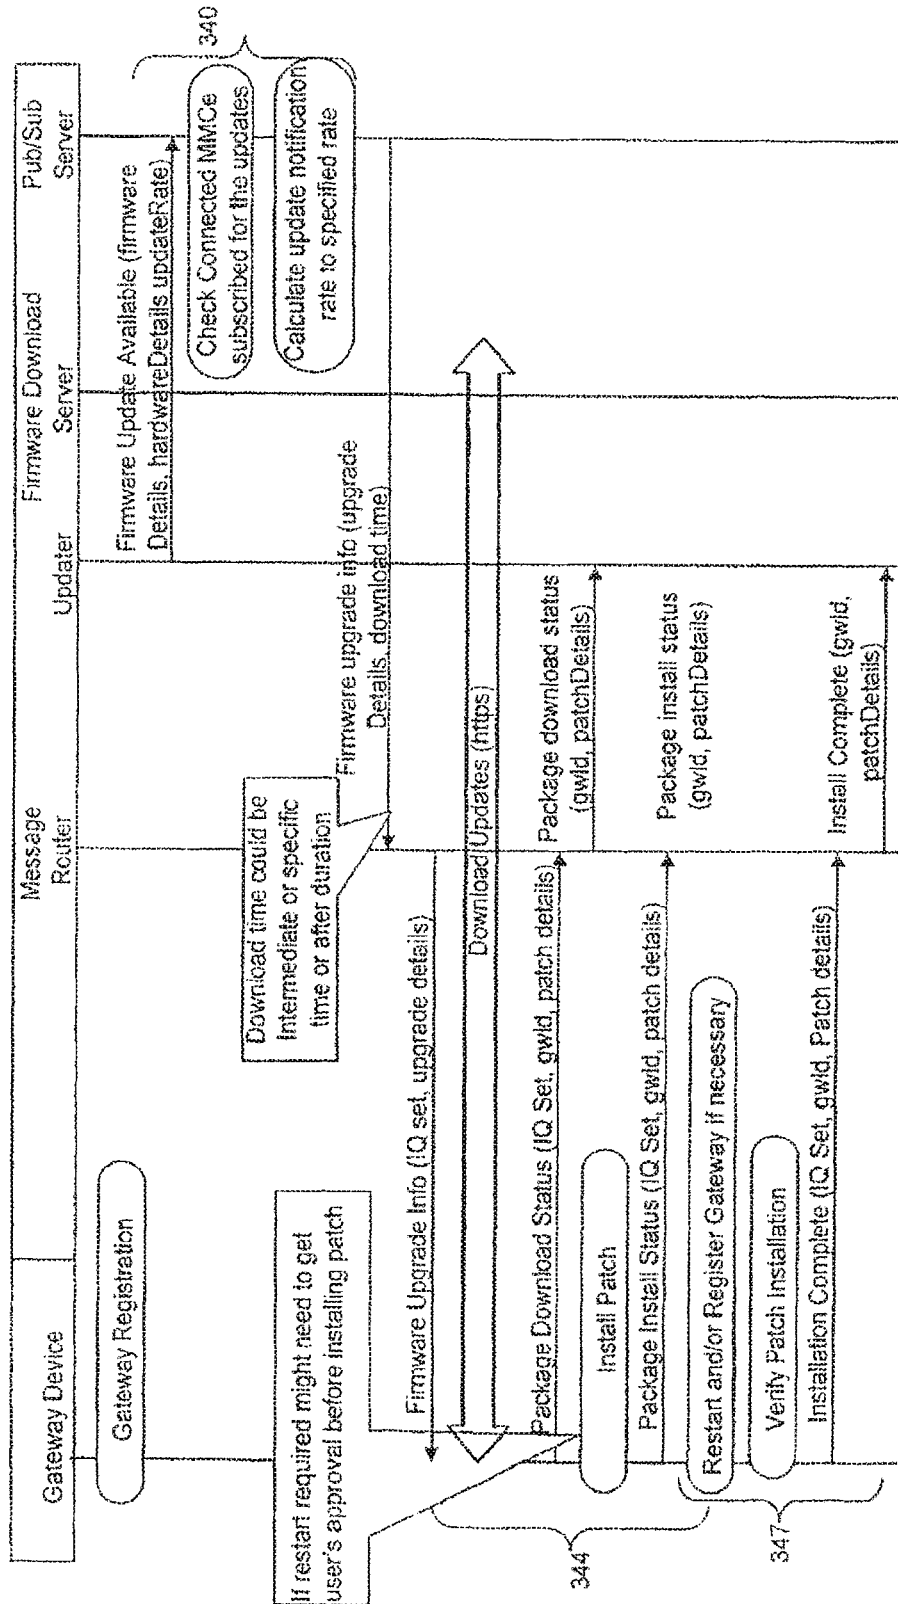 Gateway Device
Message
Router
Updater
Firmware Download
Server
Pub/Sub
Server
Gateway Registration
Firmware Update Available (firmware
Details, hardwareDetails updateRate)
340
Check Connected MMCe
subscribed for the updates
Calculate update notification
rate to specified rate
Download time could be
Intermediate or specific
time or after duration
Firmware upgrade info (upgrade
Details, download time)
If restart required might need to get
user's approval before installing patch
Firmware Upgrade Info (IQ set, upgrade details)
Download Updates (https)
Package Download Status (IQ Set, gwId, patch details)
Package download status
(gwId, patchDetails)
Install Patch
344
Package Install Status (IQ Set, gwId, patch details)
Package install status
(gwId, patchDetails)
Restart and/or Register Gateway if necessary
Verify Patch Installation
347
Installation Complete (IQ Set, gwId, Patch details)
Install Complete (gwId,
patchDetails)